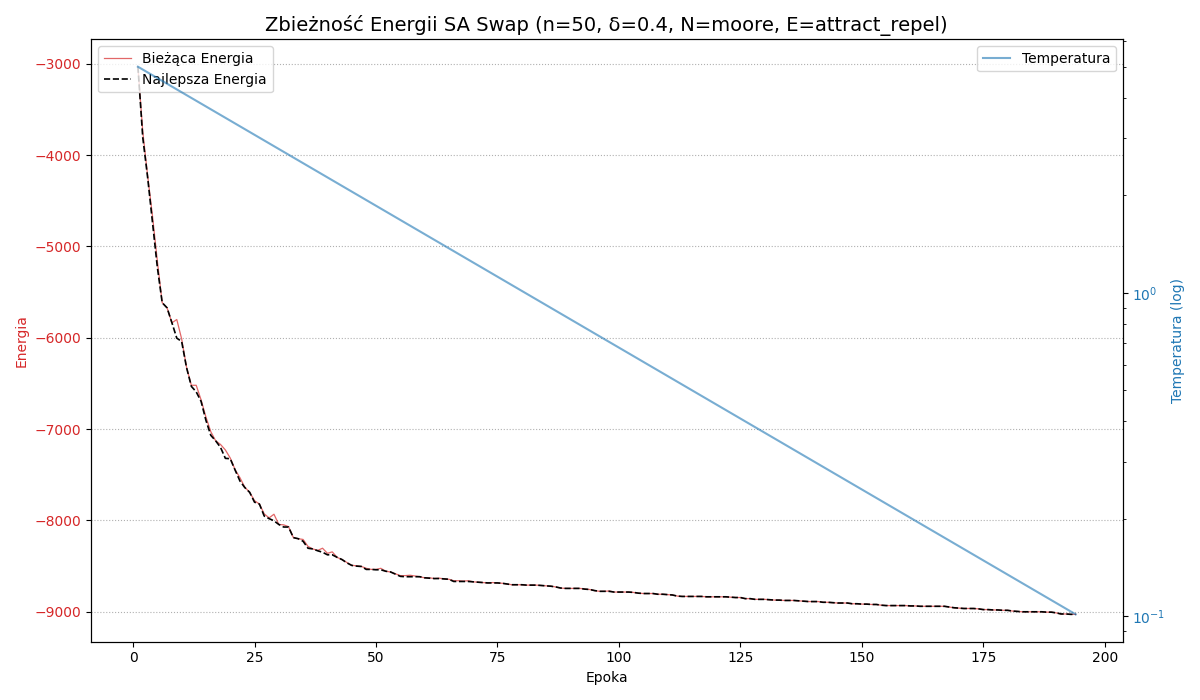 Zbieżność Energii SA Swap (n=50, δ=0.4, N=moore, E=attract_repel)
Bieżąca Energia
Najlepsza Energia
Temperatura
−3000
−4000
−5000
−6000
−7000
−8000
−9000
Energia
10⁰
10⁻¹
Temperatura (log)
0 25 50 75 100 125 150 175 200
Epoka